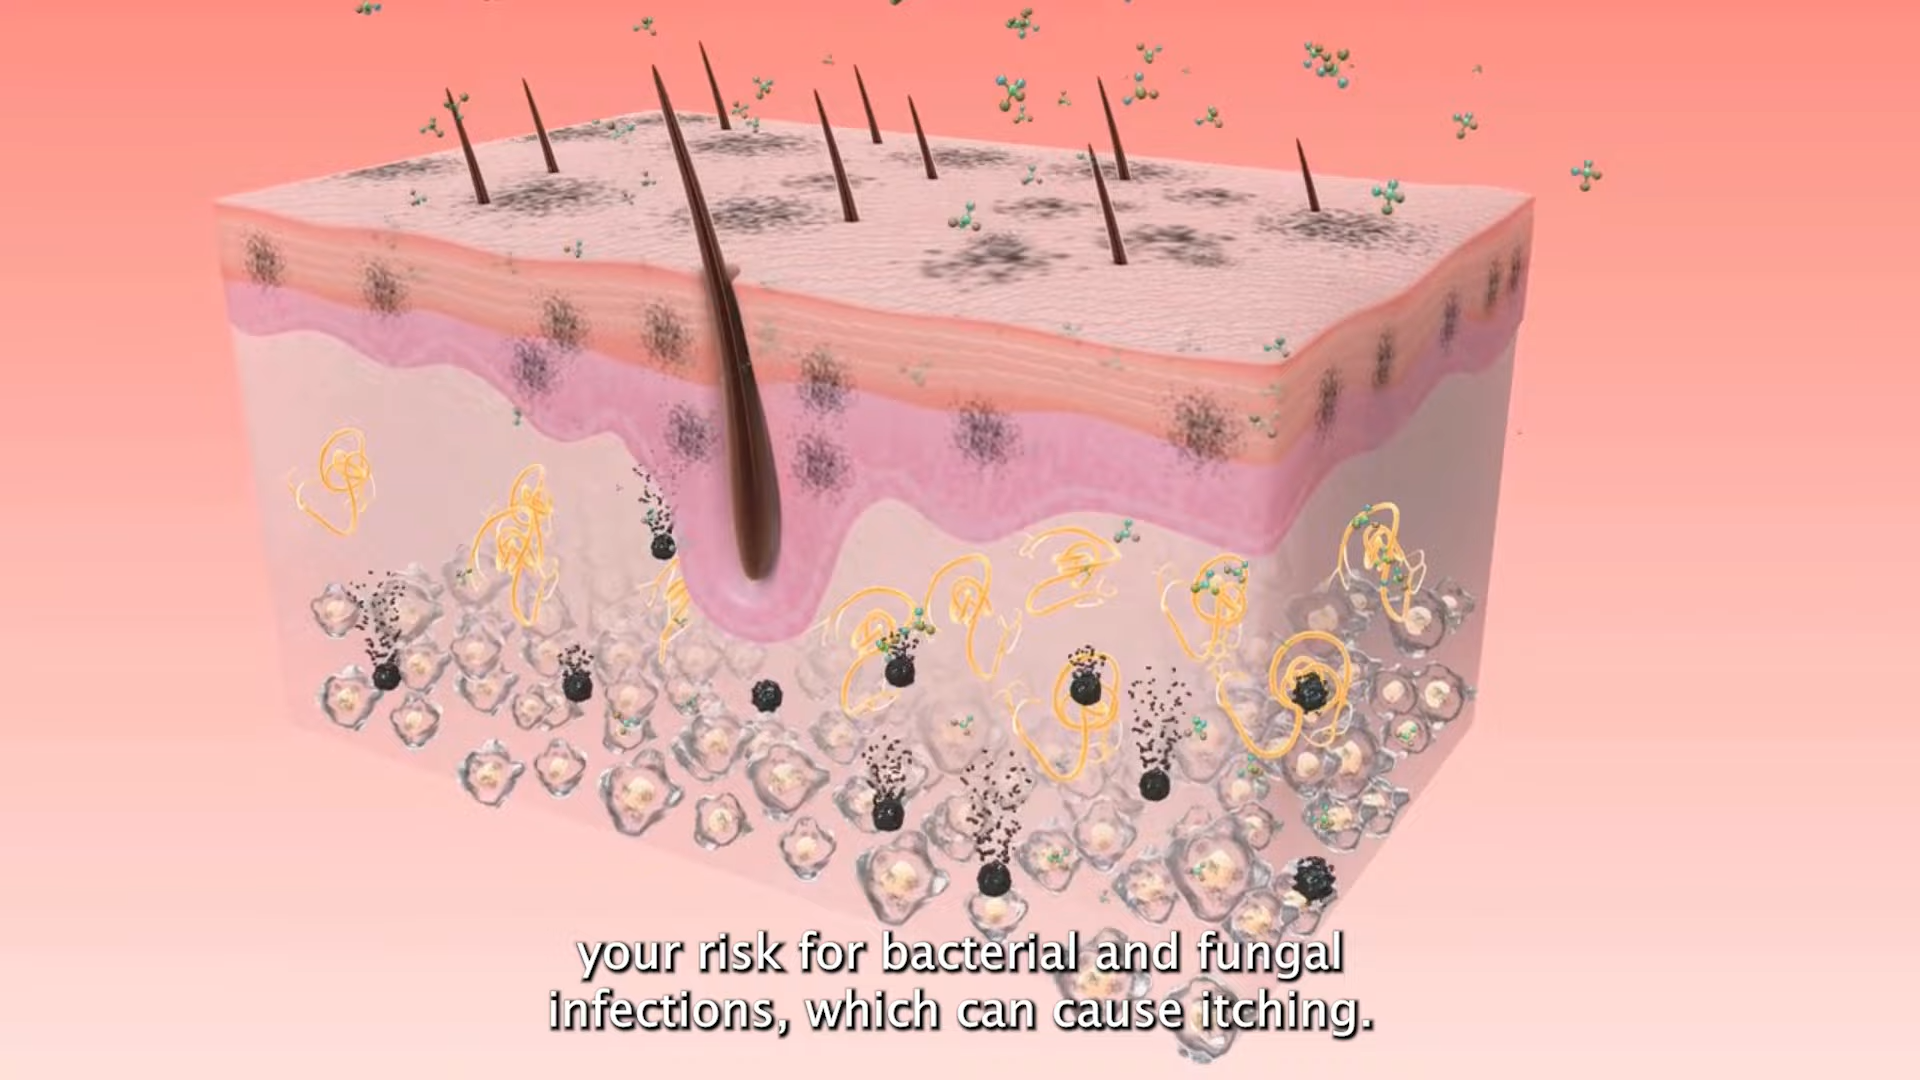 your risk for bacterial and fungal
infections, which can cause itching.